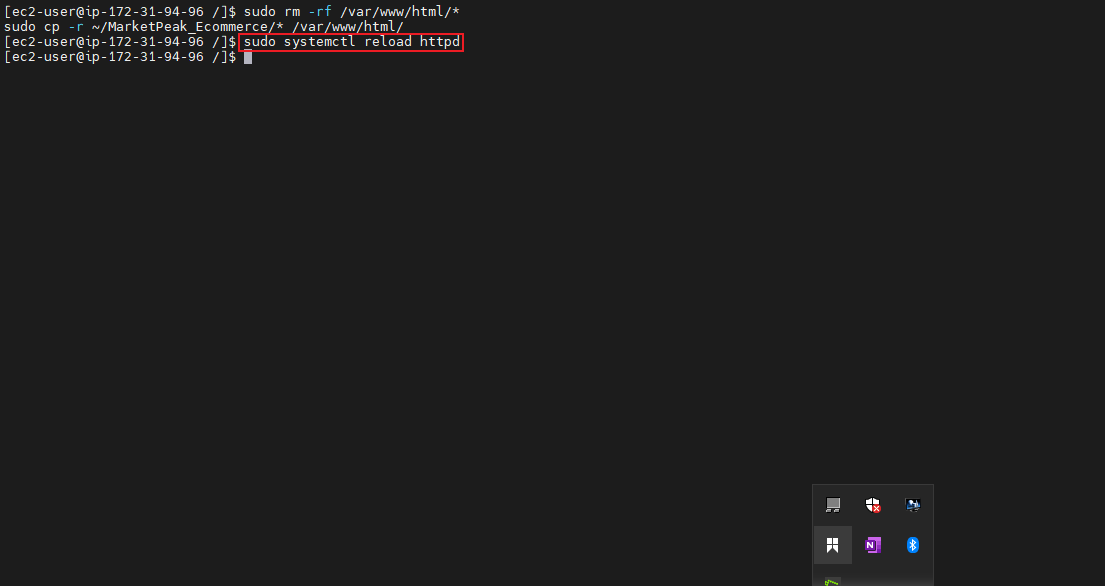 [ec2-user@ip-172-31-94-96 /]$ sudo rm -rf /var/www/html/*
sudo cp -r ~/MarketPeak_Ecommerce/* /var/www/html/
[ec2-user@ip-172-31-94-96 /]$ sudo systemctl reload httpd
[ec2-user@ip-172-31-94-96 /]$
N